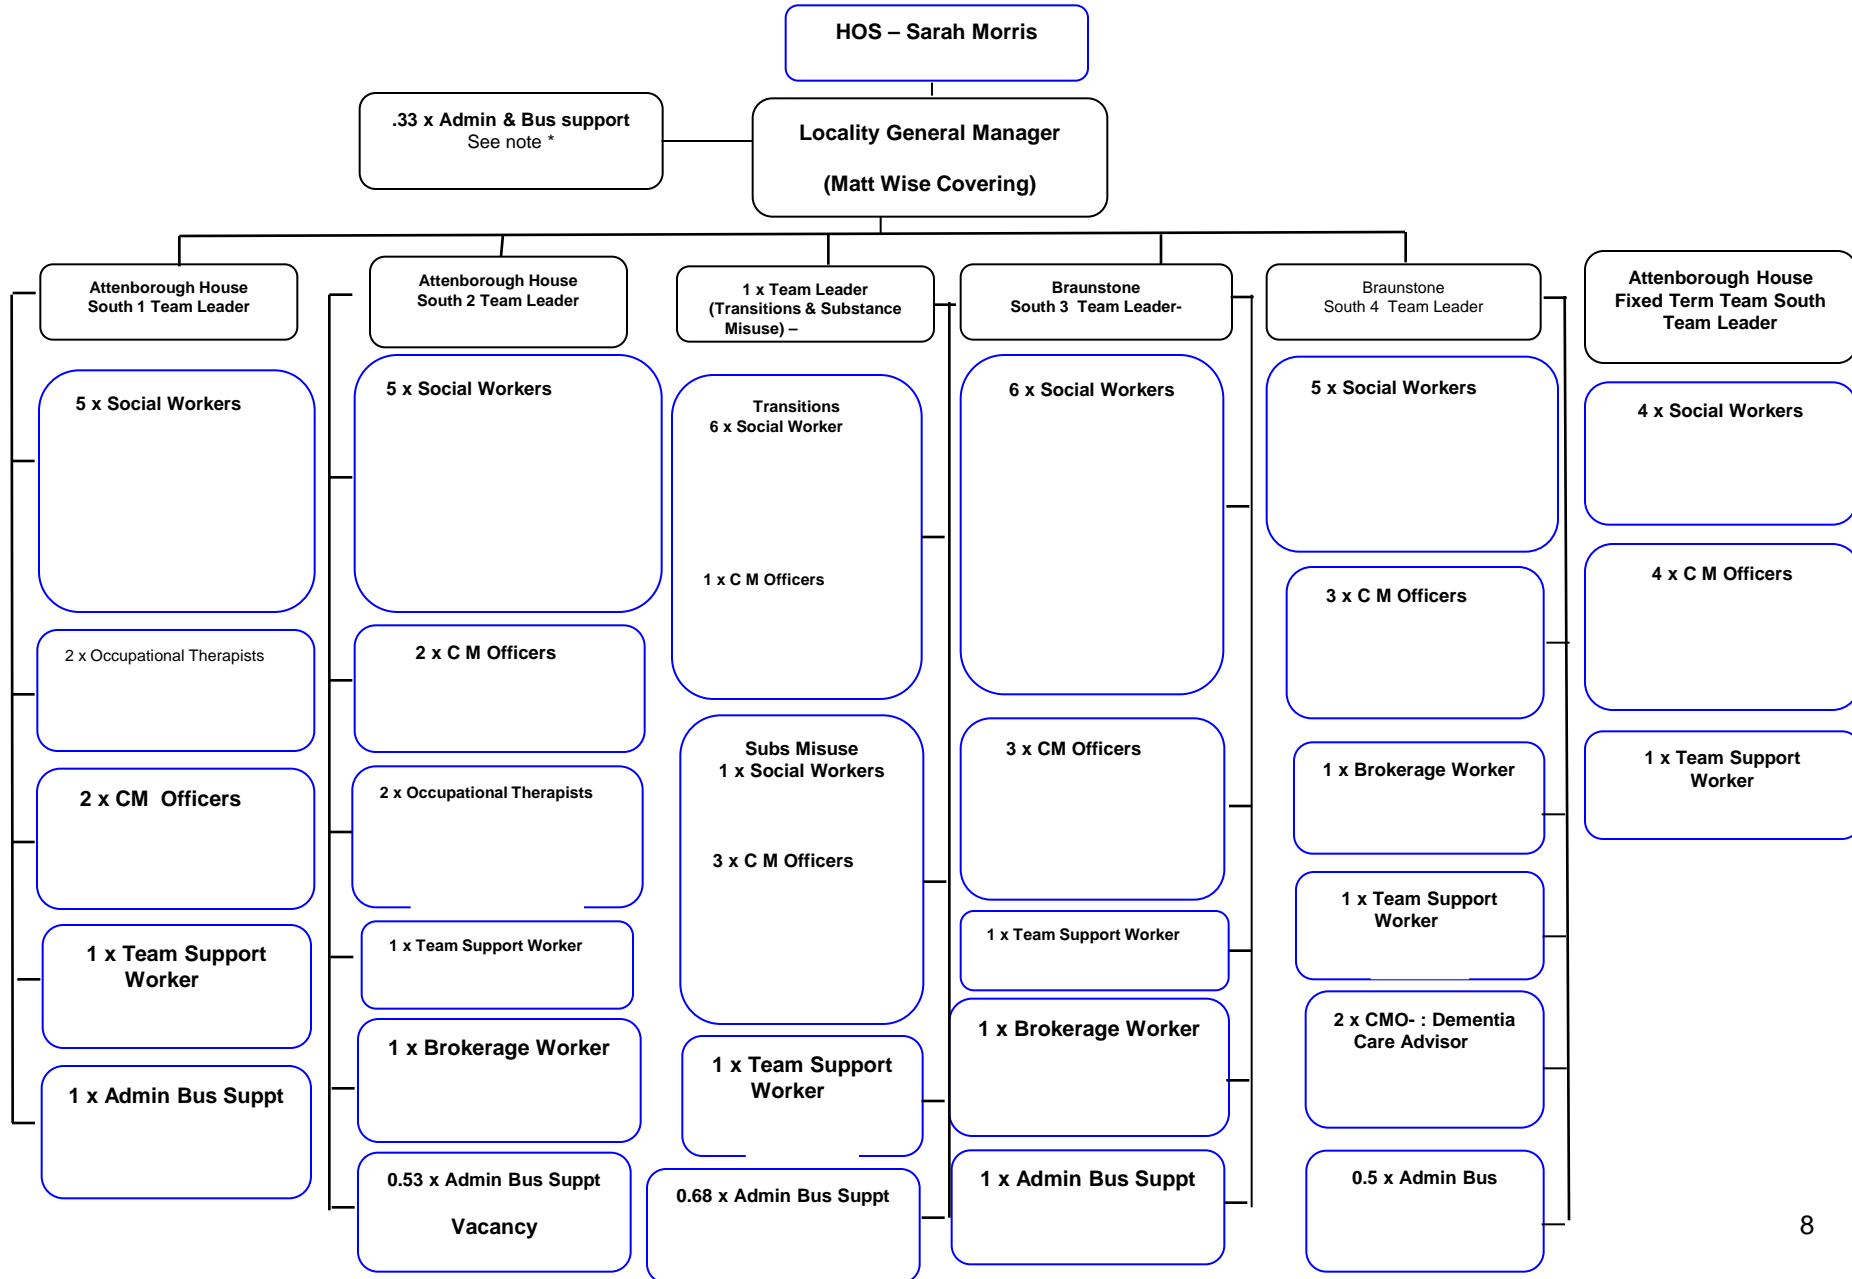 HOS – Sarah Morris
.33 x Admin & Bus support
See note *
Locality General Manager
(Matt Wise Covering)
Attenborough House
South 1 Team Leader
5 x Social Workers
2 x Occupational Therapists
2 x CM  Officers
1 x Team Support
Worker
1 x Admin Bus Suppt
Attenborough House
South 2 Team Leader
5 x Social Workers
2 x C M Officers
2 x Occupational Therapists
1 x Team Support Worker
1 x Brokerage Worker
0.53 x Admin Bus Suppt
Vacancy
1 x Team Leader
(Transitions & Substance
Misuse) –
Transitions
6 x Social Worker
1 x C M Officers
Subs Misuse
1 x Social Workers
3 x C M Officers
1 x Team Support
Worker
0.68 x Admin Bus Suppt
Braunstone
South 3  Team Leader-
6 x Social Workers
3 x CM Officers
1 x Team Support Worker
1 x Brokerage Worker
1 x Admin Bus Suppt
Braunstone
South 4  Team Leader
5 x Social Workers
3 x C M Officers
1 x Brokerage Worker
1 x Team Support
Worker
2 x CMO- : Dementia
Care Advisor
0.5 x Admin Bus
Attenborough House
Fixed Term Team South
Team Leader
4 x Social Workers
4 x C M Officers
1 x Team Support
Worker
8